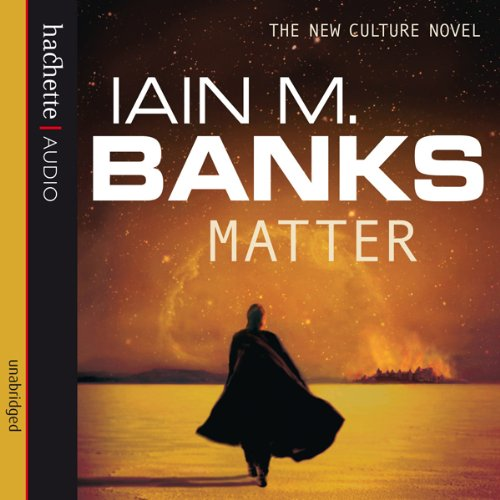 THE NEW CULTURE NOVEL
IAIN M.
BANKS
MATTER
hachette AUDIO
unabridged